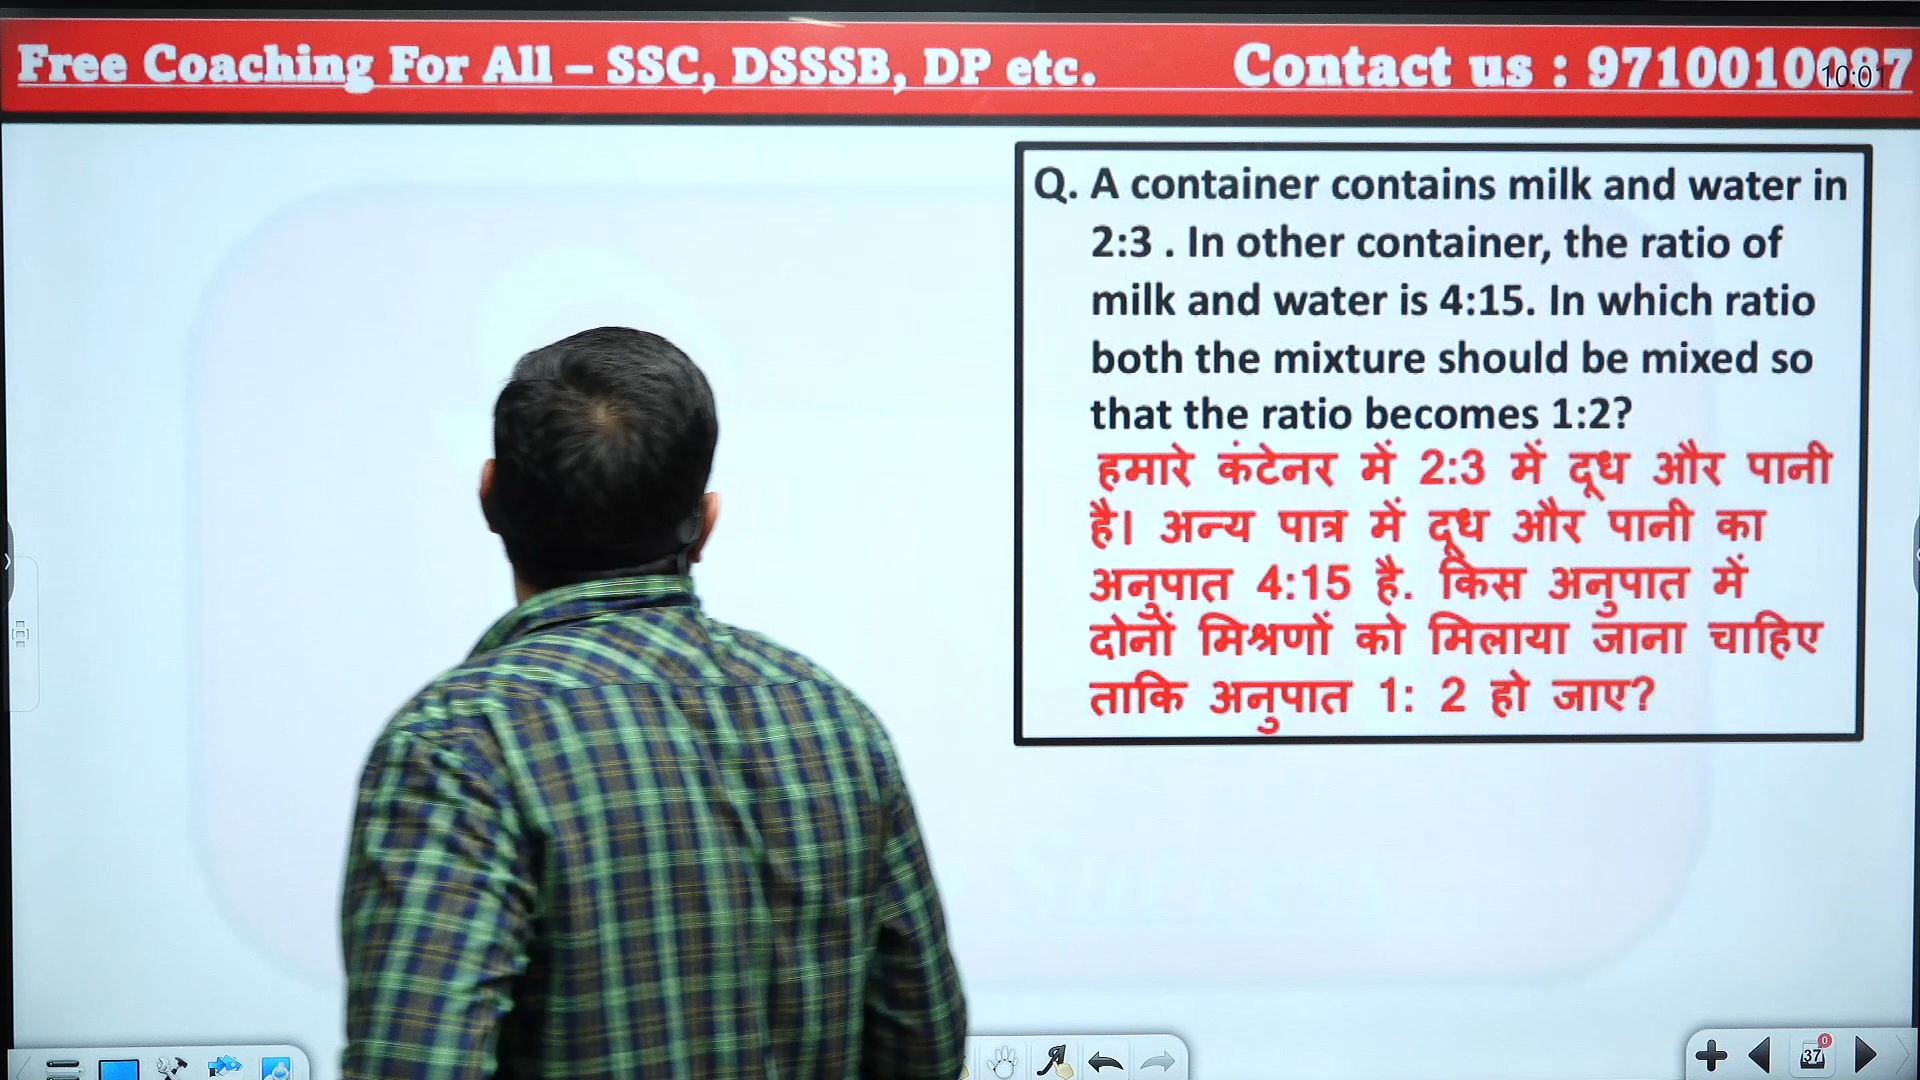 Free Coaching For All – SSC, DSSSB, DP etc. Contact us : 9710010087
10:01
Q. A container contains milk and water in
2:3 . In other container, the ratio of
milk and water is 4:15. In which ratio
both the mixture should be mixed so
that the ratio becomes 1:2?
हमारे कंटेनर में 2:3 में दूध और पानी
है। अन्य पात्र में दूध और पानी का
अनुपात 4:15 है. किस अनुपात में
दोनों मिश्रणों को मिलाया जाना चाहिए
ताकि अनुपात 1: 2 हो जाए?
37
0